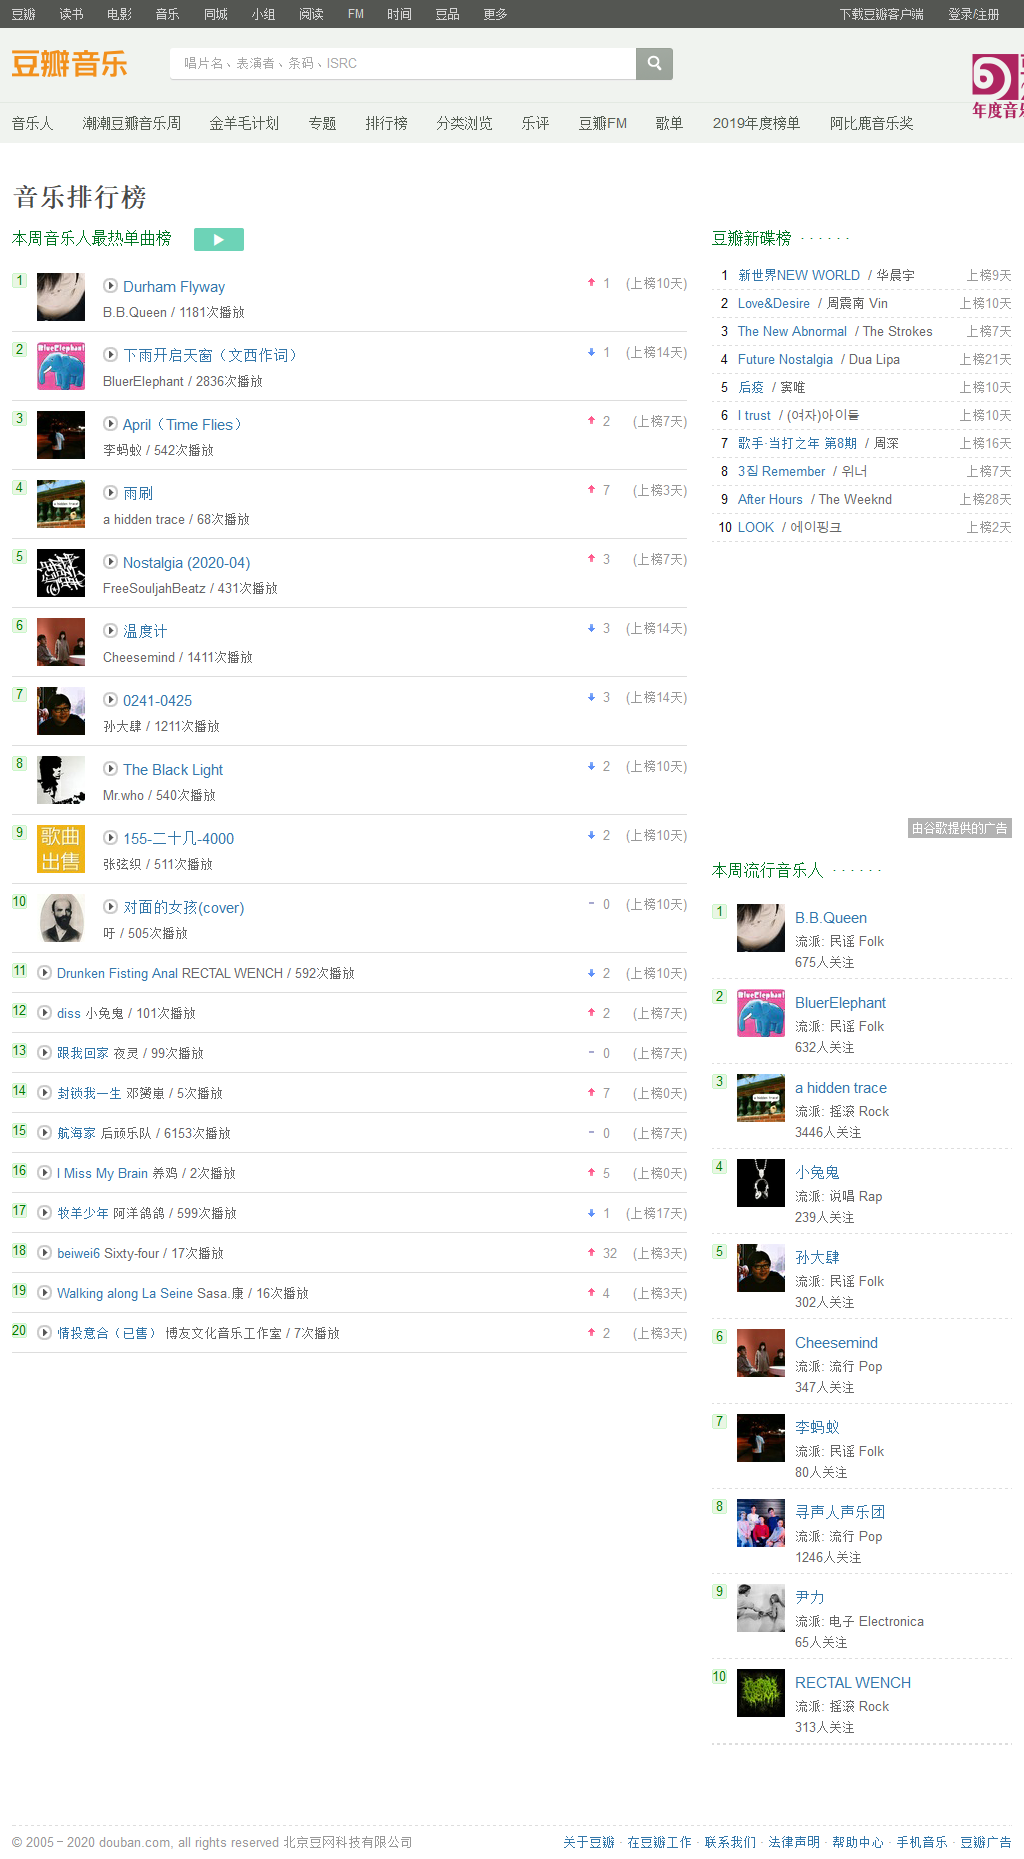 豆瓣 读书 电影 音乐 同城 小组 阅读 FM 时间 豆品 更多 下载豆瓣客户端 登录/注册
豆瓣音乐 唱片名、表演者、条码、ISRC
年度音乐
音乐人 潮潮豆瓣音乐周 金羊毛计划 专题 排行榜 分类浏览 乐评 豆瓣FM 歌单 2019年度榜单 阿比鹿音乐奖
音乐排行榜
本周音乐人最热单曲榜
1 Durham Flyway 1 (上榜10天)
B.B.Queen / 1181次播放
2 下雨开启天窗（文西作词） 1 (上榜14天)
BluerElephant / 2836次播放
3 April（Time Flies） 2 (上榜7天)
李蚂蚁 / 542次播放
4 雨刷 7 (上榜3天)
a hidden trace / 68次播放
5 Nostalgia (2020-04) 3 (上榜7天)
FreeSouljahBeatz / 431次播放
6 温度计 3 (上榜14天)
Cheesemind / 1411次播放
7 0241-0425 3 (上榜14天)
孙大肆 / 1211次播放
8 The Black Light 2 (上榜10天)
Mr.who / 540次播放
歌曲
出售
9 155-二十几-4000 2 (上榜10天)
张弦织 / 511次播放
10 对面的女孩(cover) 0 (上榜10天)
吁 / 505次播放
11 Drunken Fisting Anal RECTAL WENCH / 592次播放 2 (上榜10天)
12 diss 小兔鬼 / 101次播放 2 (上榜7天)
13 跟我回家 夜灵 / 99次播放 0 (上榜7天)
14 封锁我一生 邓赟崽 / 5次播放 7 (上榜0天)
15 航海家 后顽乐队 / 6153次播放 0 (上榜7天)
16 I Miss My Brain 养鸡 / 2次播放 5 (上榜0天)
17 牧羊少年 阿洋鸽鸽 / 599次播放 1 (上榜17天)
18 beiwei6 Sixty-four / 17次播放 32 (上榜3天)
19 Walking along La Seine Sasa.康 / 16次播放 4 (上榜3天)
20 情投意合（已售） 博友文化音乐工作室 / 7次播放 2 (上榜3天)
豆瓣新碟榜 · · · · · ·
1 新世界NEW WORLD / 华晨宇 上榜9天
2 Love&Desire / 周震南 Vin 上榜10天
3 The New Abnormal / The Strokes 上榜7天
4 Future Nostalgia / Dua Lipa 上榜21天
5 后疫 / 窦唯 上榜10天
6 I trust / (여자)아이들 上榜10天
7 歌手·当打之年 第8期 / 周深 上榜16天
8 3집 Remember / 위너 上榜7天
9 After Hours / The Weeknd 上榜28天
10 LOOK / 에이핑크 上榜2天
由谷歌提供的广告
本周流行音乐人 · · · · · ·
1 B.B.Queen
流派: 民谣 Folk
675人关注
2 BluerElephant
流派: 民谣 Folk
632人关注
3 a hidden trace
流派: 摇滚 Rock
3446人关注
4 小兔鬼
流派: 说唱 Rap
239人关注
5 孙大肆
流派: 民谣 Folk
302人关注
6 Cheesemind
流派: 流行 Pop
347人关注
7 李蚂蚁
流派: 民谣 Folk
80人关注
8 寻声人声乐团
流派: 流行 Pop
1246人关注
9 尹力
流派: 电子 Electronica
65人关注
10 RECTAL WENCH
流派: 摇滚 Rock
313人关注
© 2005－2020 douban.com, all rights reserved 北京豆网科技有限公司 关于豆瓣 · 在豆瓣工作 · 联系我们 · 法律声明 · 帮助中心 · 手机音乐 · 豆瓣广告